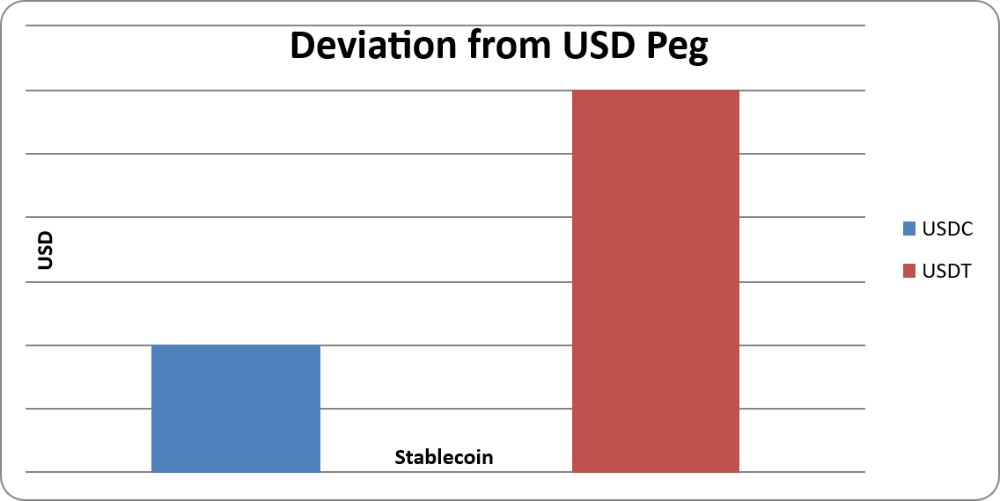 Deviation from USD Peg
USD
USDC
USDT
Stablecoin